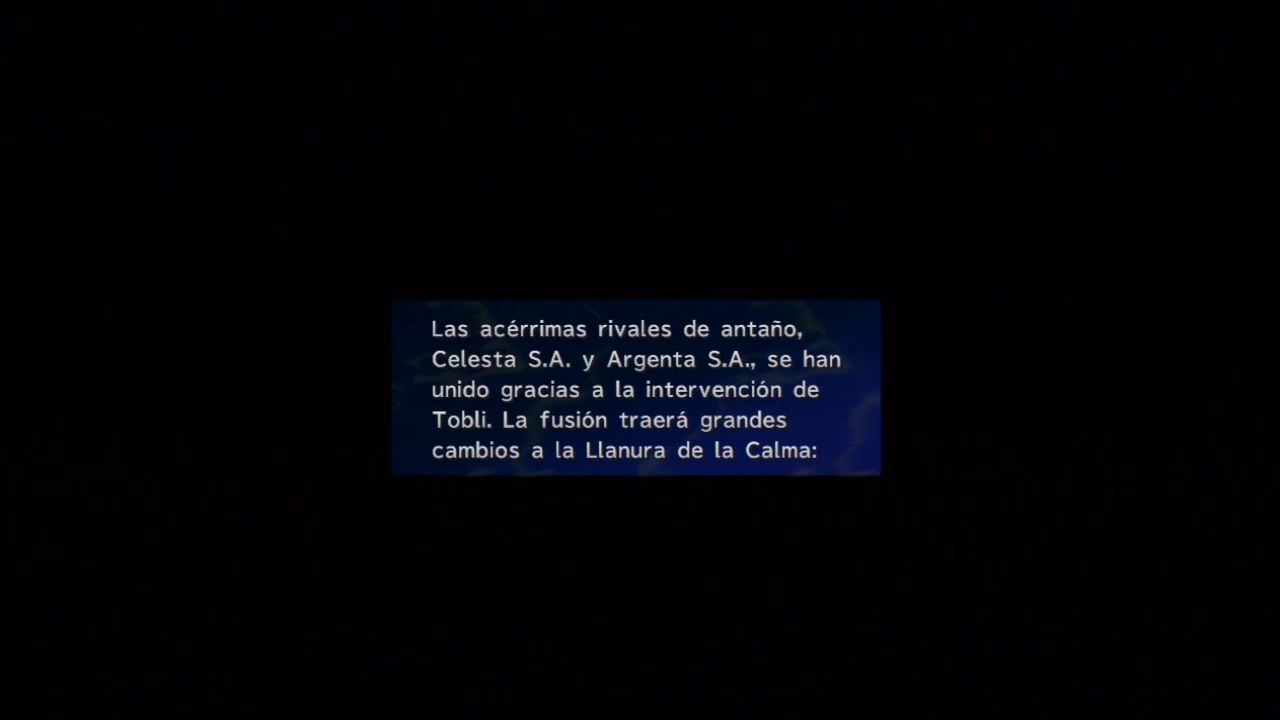 Las acérrimas rivales de antaño,
Celesta S.A. y Argenta S.A., se han
unido gracias a la intervención de
Tobli. La fusión traerá grandes
cambios a la Llanura de la Calma: